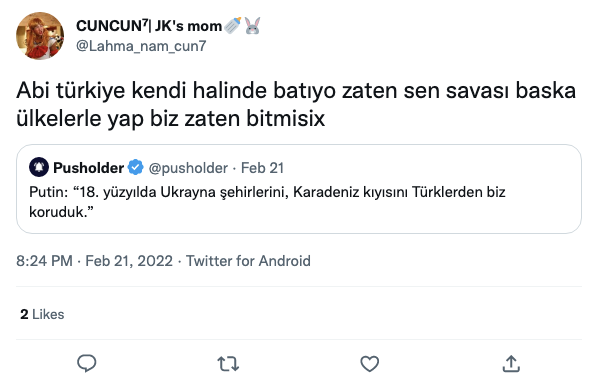 CUNCUN⁷| JK's mom🍼🐰
@Lahma_nam_cun7
Abi türkiye kendi halinde batıyo zaten sen savası baska
ülkelerle yap biz zaten bitmisix
Pusholder @pusholder · Feb 21
Putin: “18. yüzyılda Ukrayna şehirlerini, Karadeniz kıyısını Türklerden biz
koruduk.”
8:24 PM · Feb 21, 2022 · Twitter for Android
2 Likes